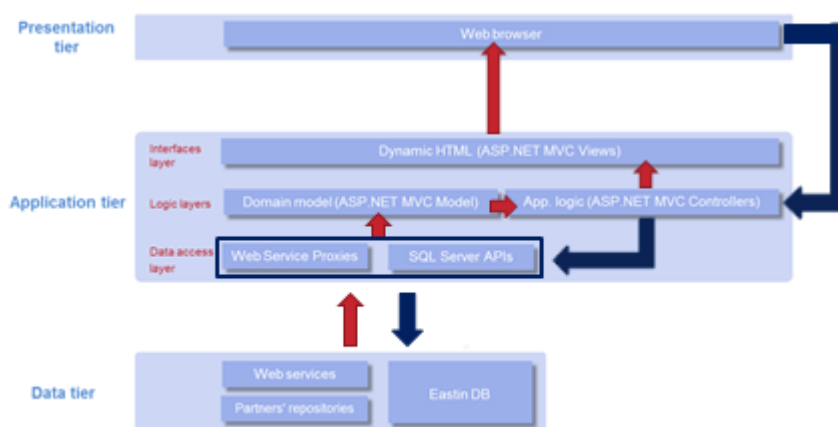 Presentation
tier
Web browser
Interfaces
layer
Dynamic HTML (ASP.NET MVC Views)
Application tier
Logic layers
Domain model (ASP.NET MVC Model)
App. logic (ASP.NET MVC Controllers)
Data access
layer
Web Service Proxies
SQL Server APIs
Data tier
Web services
Partners' repositories
Eastin DB